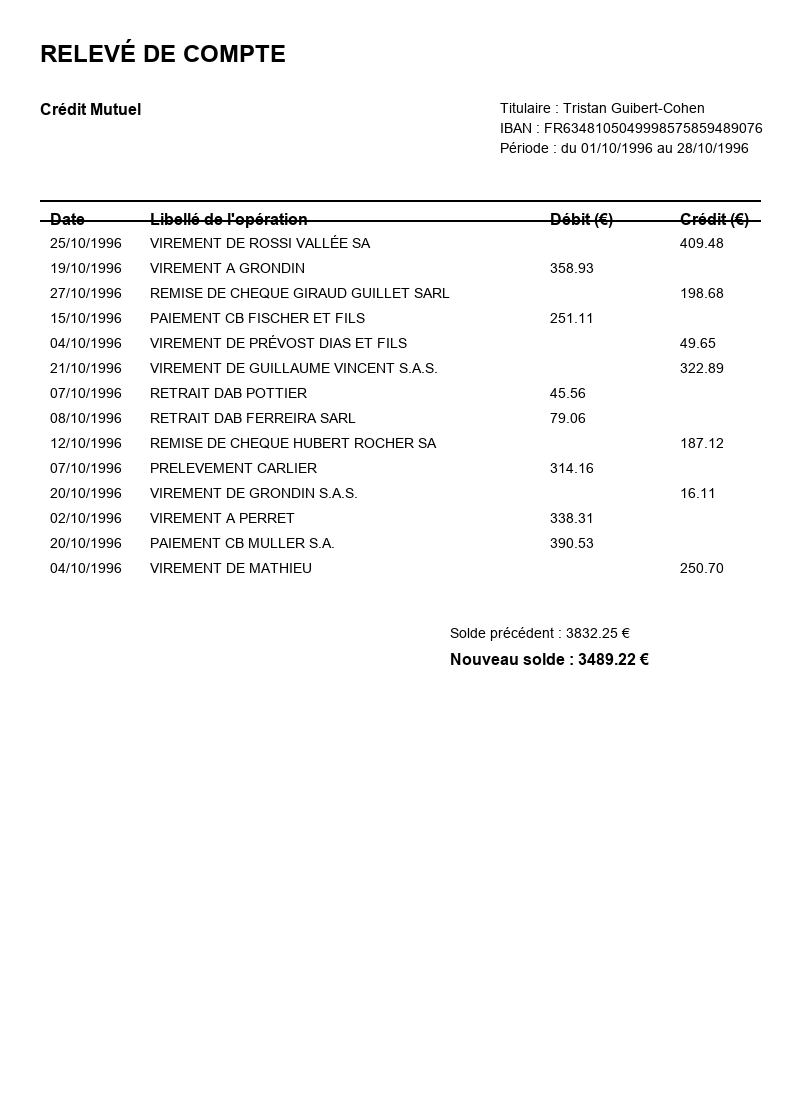 RELEVÉ DE COMPTE
Crédit Mutuel
Titulaire : Tristan Guibert-Cohen
IBAN : FR6348105049998575859489076
Période : du 01/10/1996 au 28/10/1996
Date Libellé de l'opération Débit (€) Crédit (€)
25/10/1996 VIREMENT DE ROSSI VALLÉE SA 409.48
19/10/1996 VIREMENT A GRONDIN 358.93
27/10/1996 REMISE DE CHEQUE GIRAUD GUILLET SARL 198.68
15/10/1996 PAIEMENT CB FISCHER ET FILS 251.11
04/10/1996 VIREMENT DE PRÉVOST DIAS ET FILS 49.65
21/10/1996 VIREMENT DE GUILLAUME VINCENT S.A.S. 322.89
07/10/1996 RETRAIT DAB POTTIER 45.56
08/10/1996 RETRAIT DAB FERREIRA SARL 79.06
12/10/1996 REMISE DE CHEQUE HUBERT ROCHER SA 187.12
07/10/1996 PRELEVEMENT CARLIER 314.16
20/10/1996 VIREMENT DE GRONDIN S.A.S. 16.11
02/10/1996 VIREMENT A PERRET 338.31
20/10/1996 PAIEMENT CB MULLER S.A. 390.53
04/10/1996 VIREMENT DE MATHIEU 250.70
Solde précédent : 3832.25 €
Nouveau solde : 3489.22 €